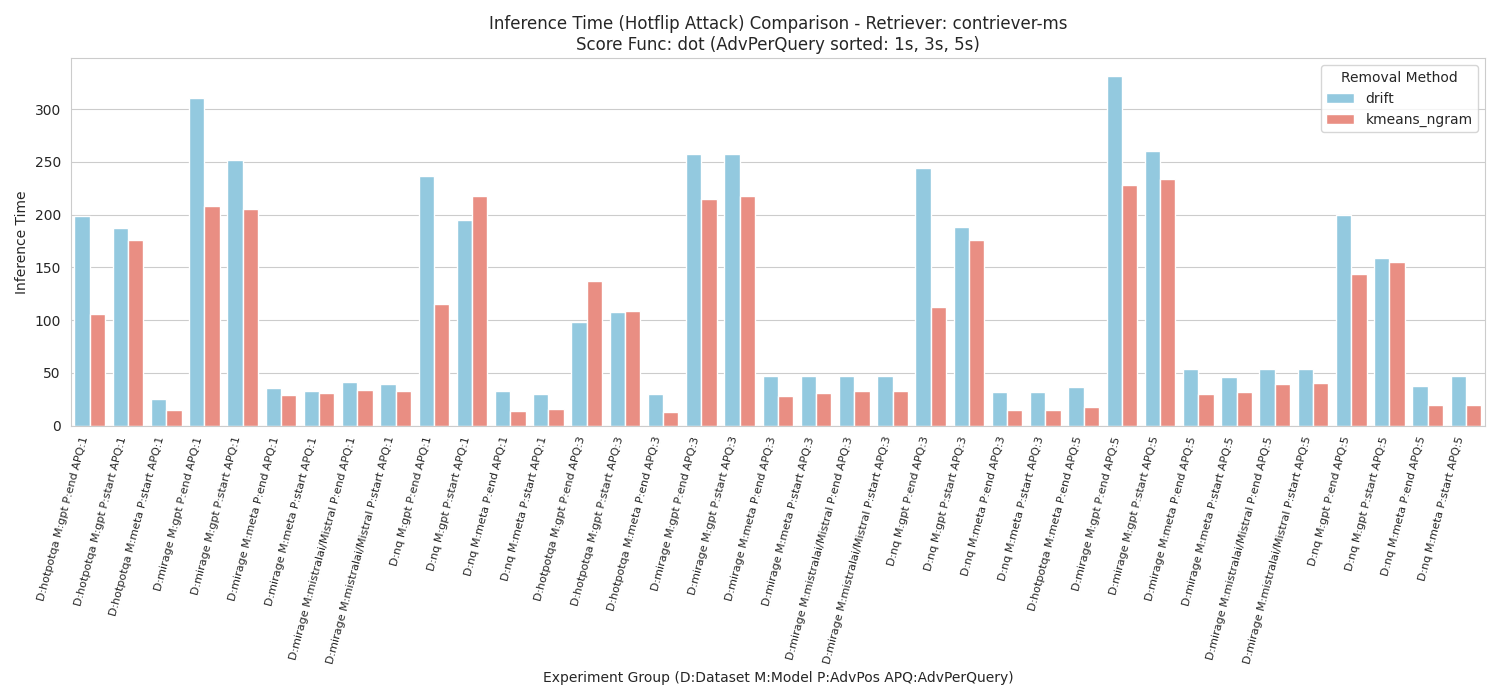 Inference Time (Hotflip Attack) Comparison - Retriever: contriever-ms
Score Func: dot (AdvPerQuery sorted: 1s, 3s, 5s)
Removal Method
drift
kmeans_ngram
Inference Time
300
250
200
150
100
50
0
D:hotpotqa M:gpt P:end APQ:1
D:hotpotqa M:gpt P:start APQ:1
D:hotpotqa M:meta P:start APQ:1
D:mirage M:gpt P:end APQ:1
D:mirage M:gpt P:start APQ:1
D:mirage M:meta P:end APQ:1
D:mirage M:meta P:start APQ:1
D:mirage M:mistralai/Mistral P:end APQ:1
D:mirage M:mistralai/Mistral P:start APQ:1
D:nq M:gpt P:end APQ:1
D:nq M:gpt P:start APQ:1
D:nq M:meta P:end APQ:1
D:nq M:meta P:start APQ:1
D:hotpotqa M:gpt P:end APQ:3
D:hotpotqa M:gpt P:start APQ:3
D:hotpotqa M:meta P:end APQ:3
D:mirage M:gpt P:end APQ:3
D:mirage M:gpt P:start APQ:3
D:mirage M:meta P:end APQ:3
D:mirage M:meta P:start APQ:3
D:mirage M:mistralai/Mistral P:end APQ:3
D:mirage M:mistralai/Mistral P:start APQ:3
D:nq M:gpt P:end APQ:3
D:nq M:gpt P:start APQ:3
D:nq M:meta P:end APQ:3
D:nq M:meta P:start APQ:3
D:hotpotqa M:meta P:end APQ:5
D:mirage M:gpt P:end APQ:5
D:mirage M:gpt P:start APQ:5
D:mirage M:meta P:end APQ:5
D:mirage M:meta P:start APQ:5
D:mirage M:mistralai/Mistral P:end APQ:5
D:mirage M:mistralai/Mistral P:start APQ:5
D:nq M:gpt P:end APQ:5
D:nq M:gpt P:start APQ:5
D:nq M:meta P:end APQ:5
D:nq M:meta P:start APQ:5
Experiment Group (D:Dataset M:Model P:AdvPos APQ:AdvPerQuery)